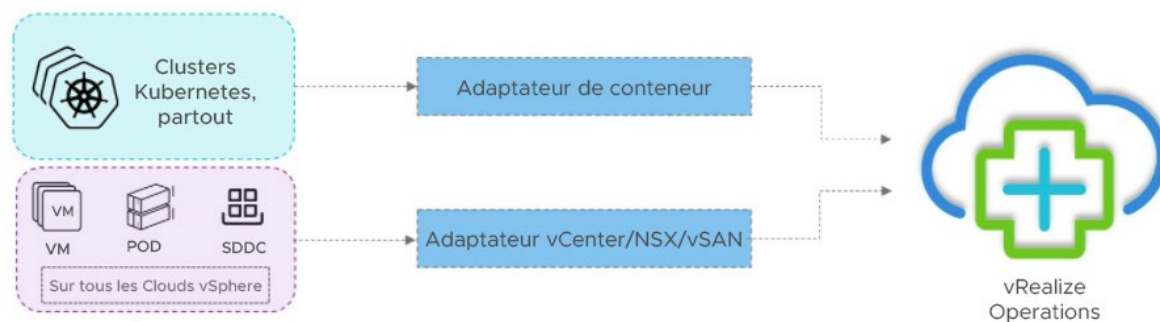 Clusters
Kubernetes,
partout
Adaptateur de conteneur
VM
VM
POD
SDDC
Sur tous les Clouds vSphere
Adaptateur vCenter/NSX/vSAN
vRealize
Operations